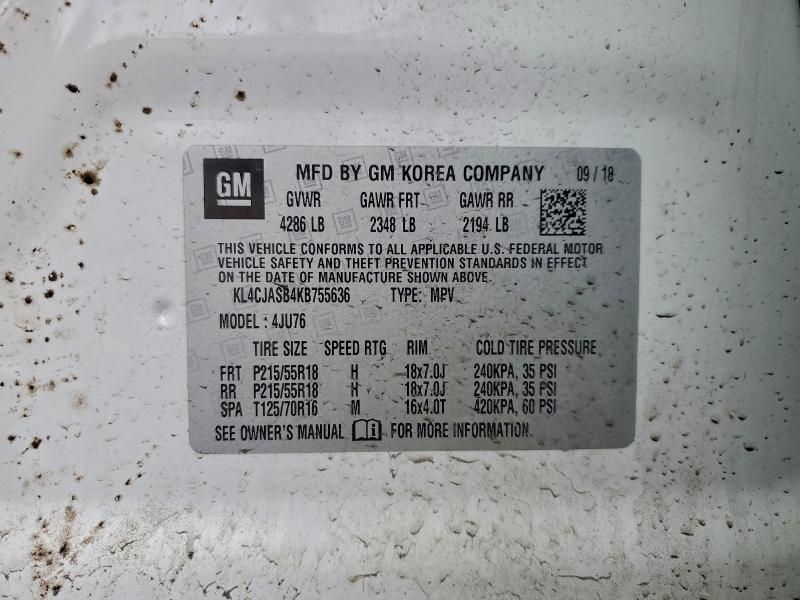 GM MFD BY GM KOREA COMPANY 09 / 18
GVWR GAWR FRT GAWR RR
4286 LB 2348 LB 2194 LB
THIS VEHICLE CONFORMS TO ALL APPLICABLE U.S. FEDERAL MOTOR
VEHICLE SAFETY AND THEFT PREVENTION STANDARDS IN EFFECT
ON THE DATE OF MANUFACTURE SHOWN ABOVE.
KL4CJASB4KB755636 TYPE: MPV
MODEL : 4JU76
TIRE SIZE SPEED RTG RIM COLD TIRE PRESSURE
FRT P215/55R18 H 18x7.0J 240KPA, 35 PSI
RR P215/55R18 H 18x7.0J 240KPA, 35 PSI
SPA T125/70R16 M 16x4.0T 420KPA, 60 PSI
SEE OWNER'S MANUAL FOR MORE INFORMATION.